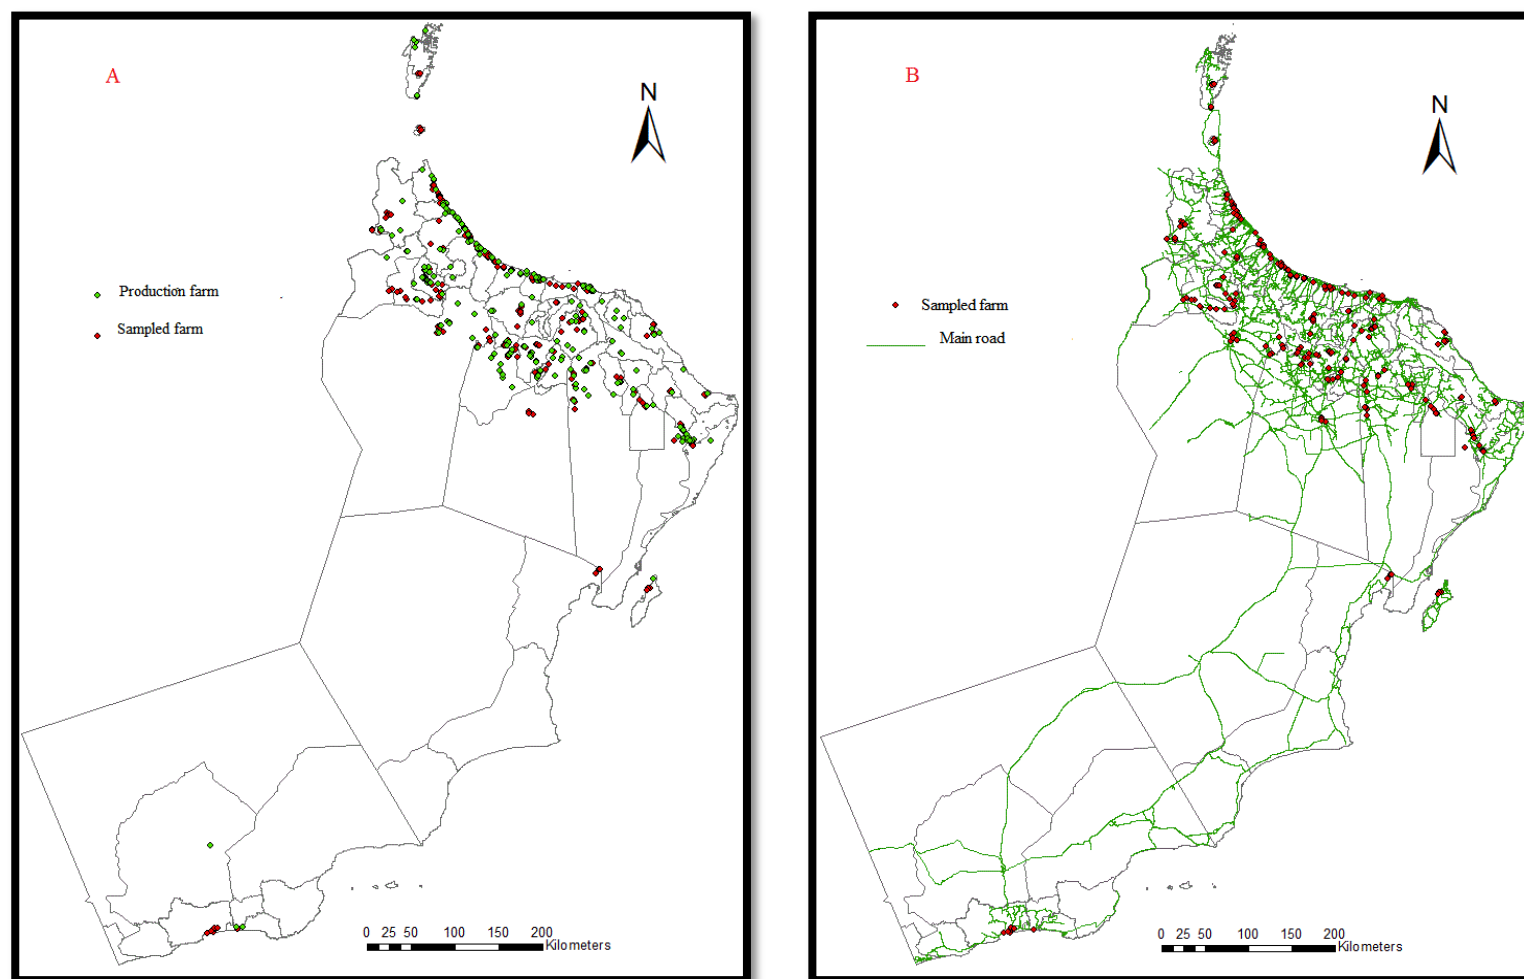 A
N
Production farm
Sampled farm
0 25 50 100 150 200
Kilometers
B
N
Sampled farm
Main road
0 25 50 100 150 200
Kilometers